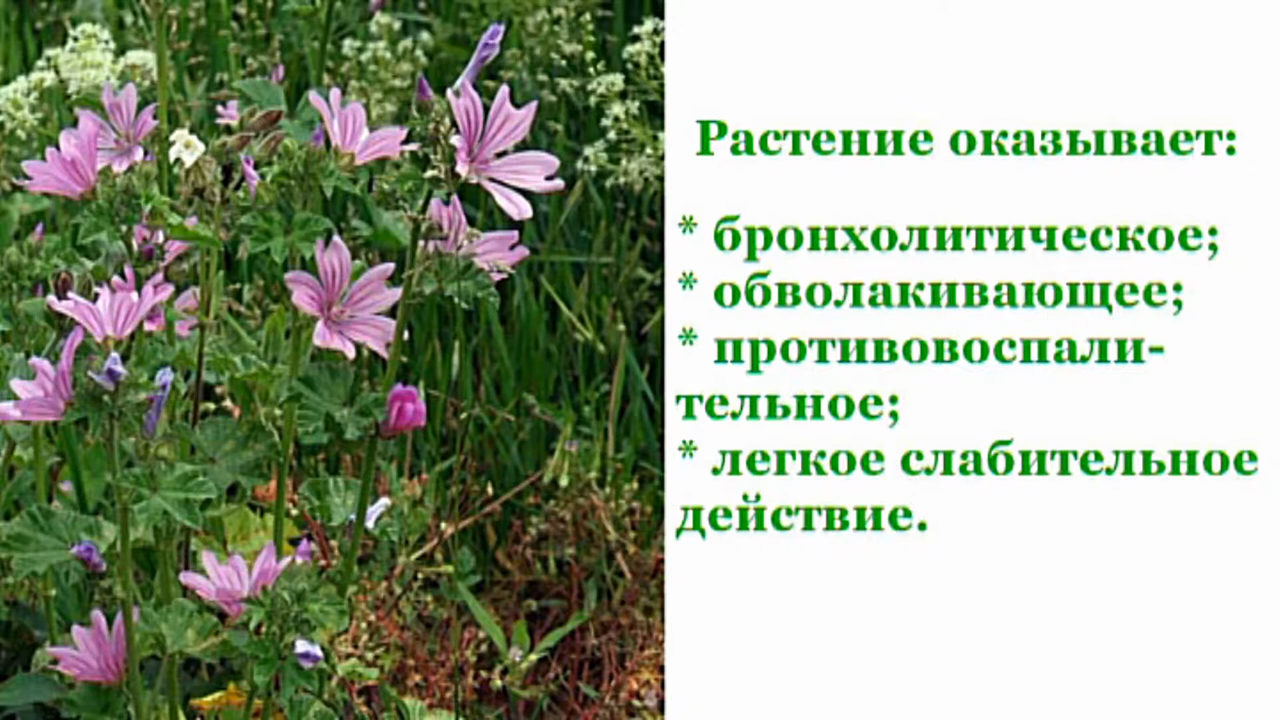 Растение оказывает:
* бронхолитическое;
* обволакивающее;
* противовоспали-
тельное;
* легкое слабительное
действие.